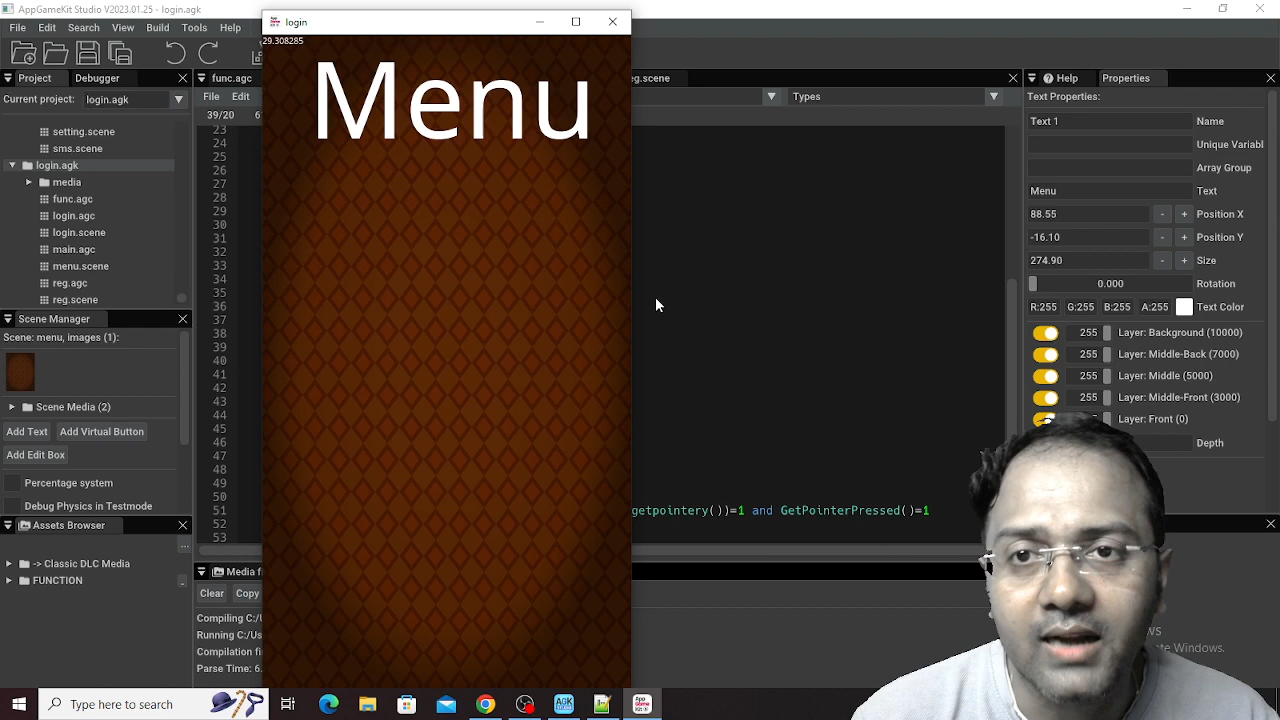 AppGameKit Studio V2023.01.25 - login.agk
File Edit Search View Build Tools Help
login
29.308285
Menu
Project Debugger
Current project: login.agk
setting.scene
sms.scene
login.agk
media
func.agc
login.agc
login.scene
main.agc
menu.scene
reg.agc
reg.scene
Scene Manager
Scene: menu, images (1):
Scene Media (2)
Add Text Add Virtual Button
Add Edit Box
Percentage system
Debug Physics in Testmode
Assets Browser
-> Classic DLC Media
FUNCTION
func.agc
eg.scene
File Edit
Types
39/20
23
24
25
26
27
28
29
30
31
32
33
34
35
36
37
38
39
40
41
42
43
44
45
46
47
48
49
50
51 getpointery())=1 and GetPointerPressed()=1
52
53
Media f
Clear Copy
Compiling C:/U
Running C:/Us
Compilation fi
Parse Time: 6.
Help Properties
Text Properties:
Text 1 Name
Unique Variabl
Array Group
Menu Text
88.55 - + Position X
-16.10 - + Position Y
274.90 - + Size
0.000 Rotation
R:255 G:255 B:255 A:255 Text Color
255 Layer: Background (10000)
255 Layer: Middle-Back (7000)
255 Layer: Middle (5000)
255 Layer: Middle-Front (3000)
Layer: Front (0)
Depth
ws
te Windows.
Type here to search